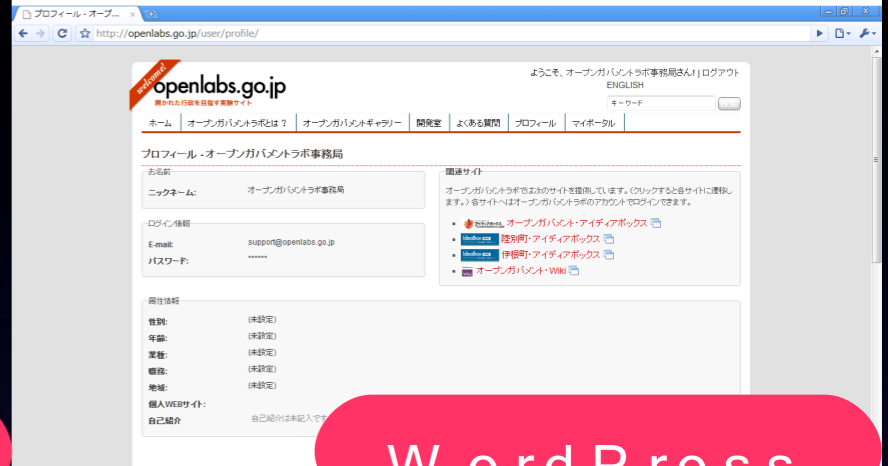 プロフィール - オープ...
http://openlabs.go.jp/user/profile/
welcome!
openlabs.go.jp
開かれた行政を目指す実験サイト
ようこそ、オープンガバメントラボ事務局さん! | ログアウト
ENGLISH
キーワード
ホーム オープンガバメントラボとは? オープンガバメントギャラリー 開発室 よくある質問 プロフィール マイポータル
プロフィール - オープンガバメントラボ事務局
お名前
ニックネーム: オープンガバメントラボ事務局
ログイン情報
E-mail: support@openlabs.go.jp
パスワード: ******
関連サイト
オープンガバメントラボでは次のサイトを提供しています。(クリックすると各サイトに遷移し
ます。) 各サイトへはオープンガバメントラボのアカウントでログインできます。
オープンガバメント・アイディアボックス
陸別町・アイディアボックス
伊根町・アイディアボックス
オープンガバメント・Wiki
属性情報
性別: (未設定)
年齢: (未設定)
業種: (未設定)
職務: (未設定)
地域: (未設定)
個人WEBサイト:
自己紹介 自己紹介は未記入です
WordPress